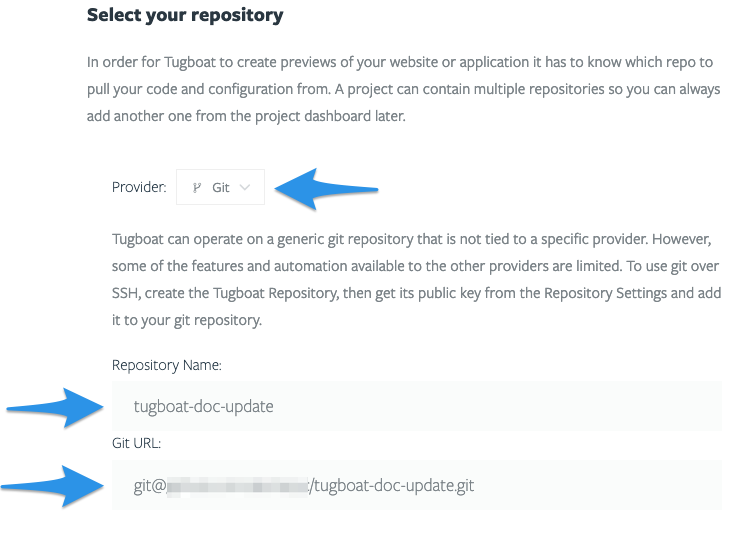 Select your repository
In order for Tugboat to create previews of your website or application it has to know which repo to
pull your code and configuration from. A project can contain multiple repositories so you can always
add another one from the project dashboard later.
Provider: Git
Tugboat can operate on a generic git repository that is not tied to a specific provider. However,
some of the features and automation available to the other providers are limited. To use git over
SSH, create the Tugboat Repository, then get its public key from the Repository Settings and add
it to your git repository.
Repository Name:
tugboat-doc-update
Git URL:
git@ /tugboat-doc-update.git